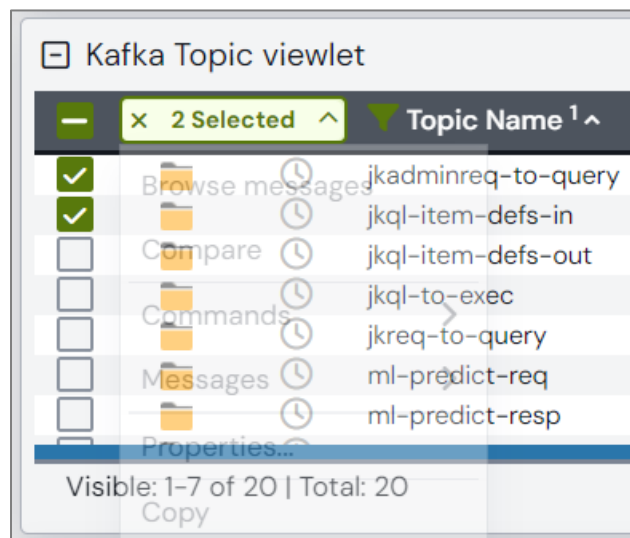 Kafka Topic viewlet
× 2 Selected Topic Name 1
jkadminreq-to-query
Browse messages
jkql-item-defs-in
Compare
jkql-item-defs-out
jkql-to-exec
Commands
jkreq-to-query
Messages
ml-predict-req
ml-predict-resp
Properties...
Visible: 1-7 of 20 | Total: 20
Copy